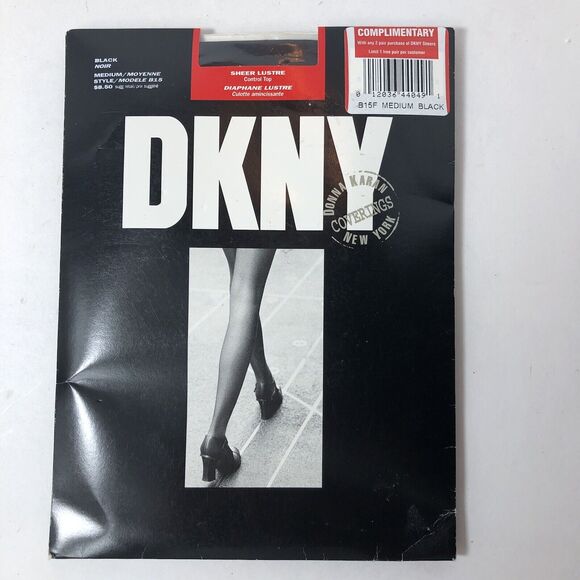 BLACK
NOIR
MEDIUM/MOYENNE
STYLE/MODELE B15
$8.50 sugg retail/prix suggéré
SHEER LUSTRE
Control Top
DIAPHANE LUSTRE
Culotte amincissante
COMPLIMENTARY
With any 2 pair purchase of DKNY Sheers
Limit 1 free pair per customer
0 12036 44049 1
B15F MEDIUM BLACK
DKNY
DONNA KARAN
COVERINGS
NEW YORK